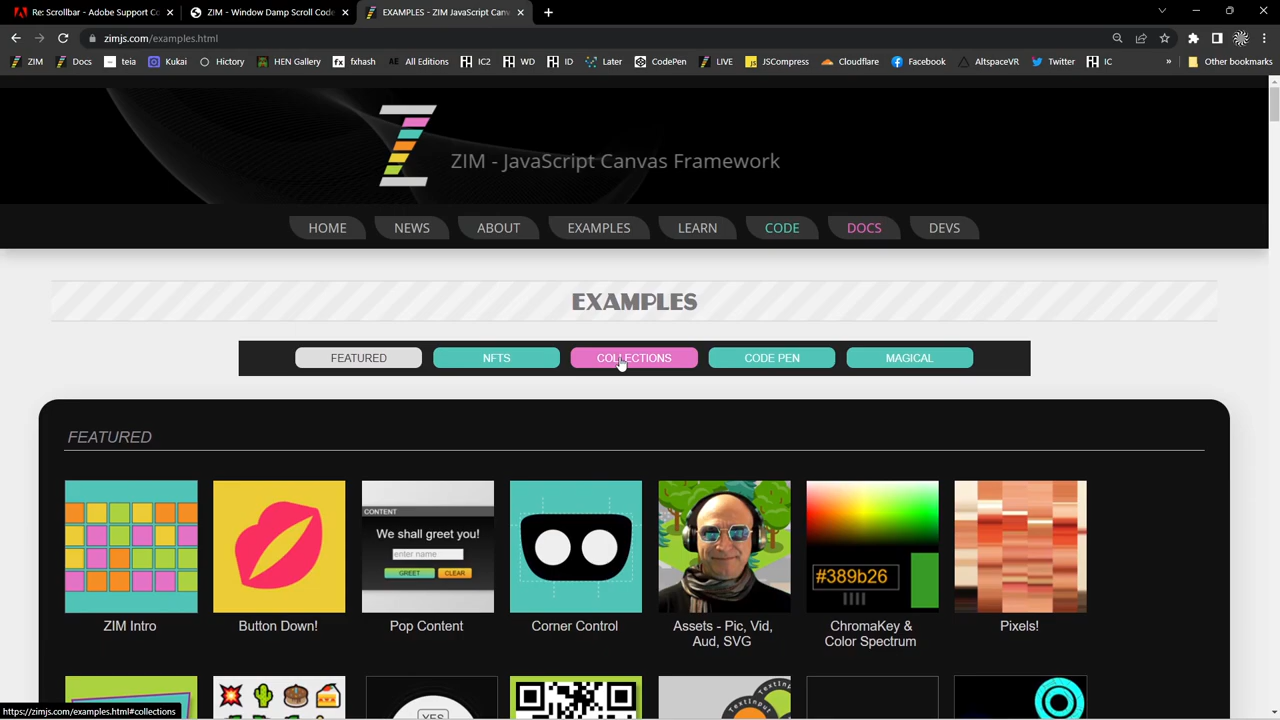 Re: Scrollbar - Adobe Support Co
ZIM - Window Damp Scroll Code
EXAMPLES - ZIM JavaScript Canv
zimjs.com/examples.html
ZIM Docs teia Kukai Hictory HEN Gallery fxhash All Editions IC2 WD ID Later CodePen LIVE JSCompress Cloudflare Facebook AltspaceVR Twitter IC » Other bookmarks
ZIM - JavaScript Canvas Framework
HOME NEWS ABOUT EXAMPLES LEARN CODE DOCS DEVS
EXAMPLES
FEATURED NFTS COLLECTIONS CODE PEN MAGICAL
FEATURED
CONTENT
We shall greet you!
enter name
GREET CLEAR
#389b26
ZIM Intro
Button Down!
Pop Content
Corner Control
Assets - Pic, Vid,
Aud, SVG
ChromaKey &
Color Spectrum
Pixels!
YES
TextInput
TextInput
https://zimjs.com/examples.html#collections